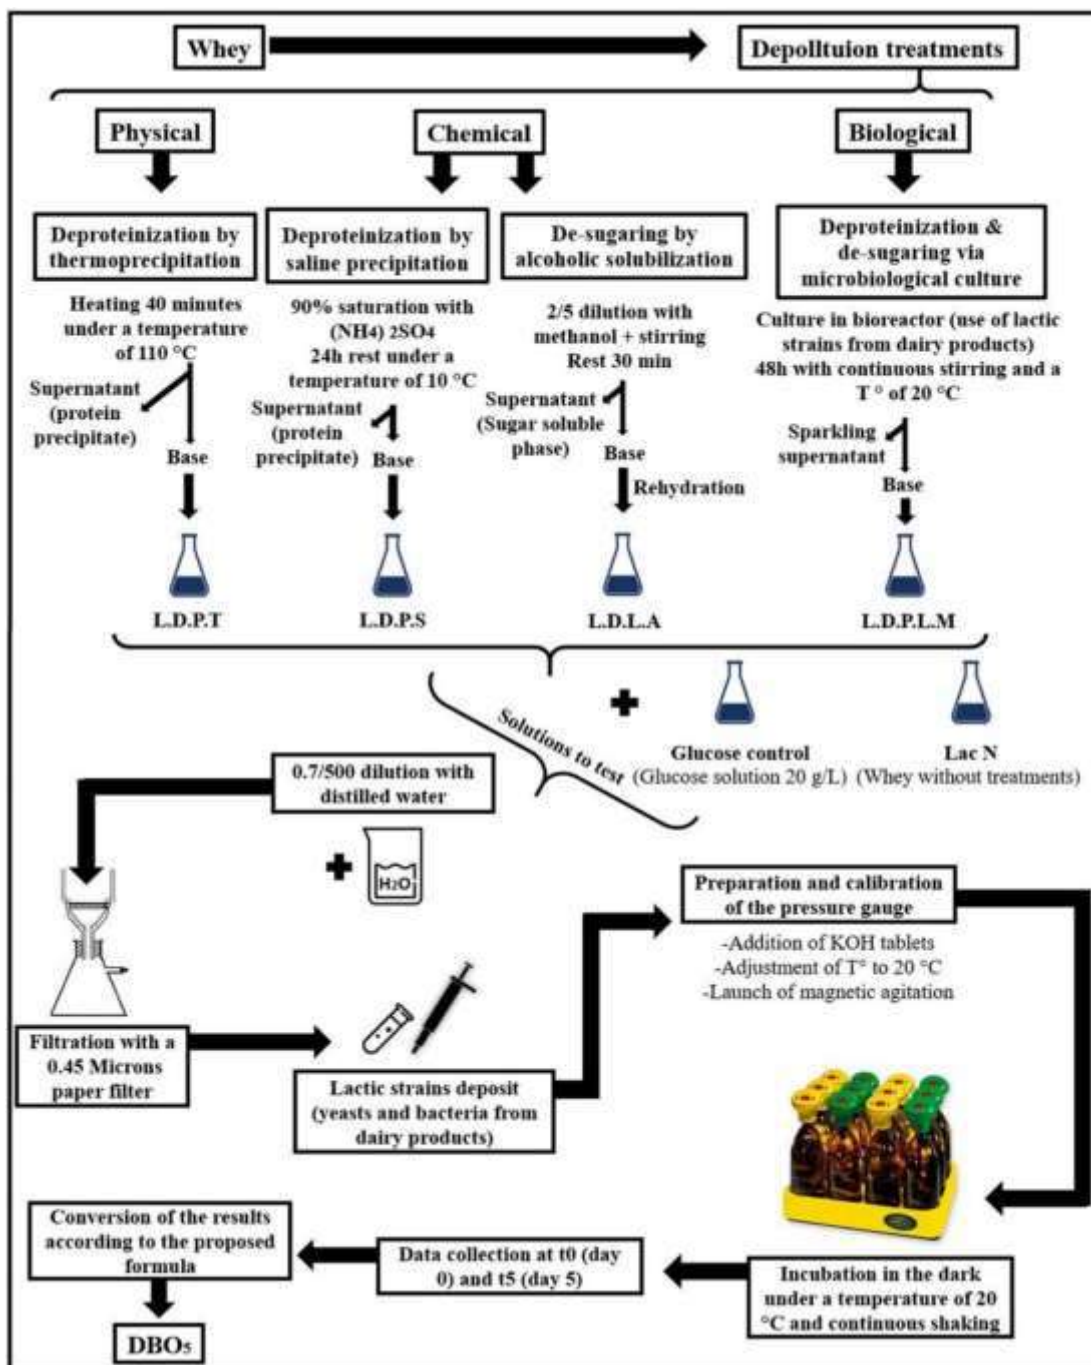 Whey
Depolltuion treatments
Physical
Chemical
Biological
Deproteinization by
thermoprecipitation
Deproteinization by
saline precipitation
De-sugaring by
alcoholic solubilization
Deproteinization &
de-sugaring via
microbiological culture
Heating 40 minutes
under a temperature
of 110 °C
90% saturation with
(NH4) 2SO4
24h rest under a
temperature of 10 °C
2/5 dilution with
methanol + stirring
Rest 30 min
Culture in bioreactor (use of lactic
strains from dairy products)
48h with continuous stirring and a
T ° of 20 °C
Supernatant
(protein
precipitate)
Base
Supernatant
(protein
precipitate)
Base
Supernatant
(Sugar soluble
phase)
Base
Rehydration
Sparkling
supernatant
Base
L.D.P.T
L.D.P.S
L.D.L.A
L.D.P.L.M
Solutions to test
Glucose control
(Glucose solution 20 g/L)
Lac N
(Whey without treatments)
0.7/500 dilution with
distilled water
H2O
Filtration with a
0.45 Microns
paper filter
Lactic strains deposit
(yeasts and bacteria from
dairy products)
Preparation and calibration
of the pressure gauge
-Addition of KOH tablets
-Adjustment of T° to 20 °C
-Launch of magnetic agitation
Incubation in the dark
under a temperature of 20
°C and continuous shaking
Data collection at t0 (day
0) and t5 (day 5)
Conversion of the results
according to the proposed
formula
DBO5